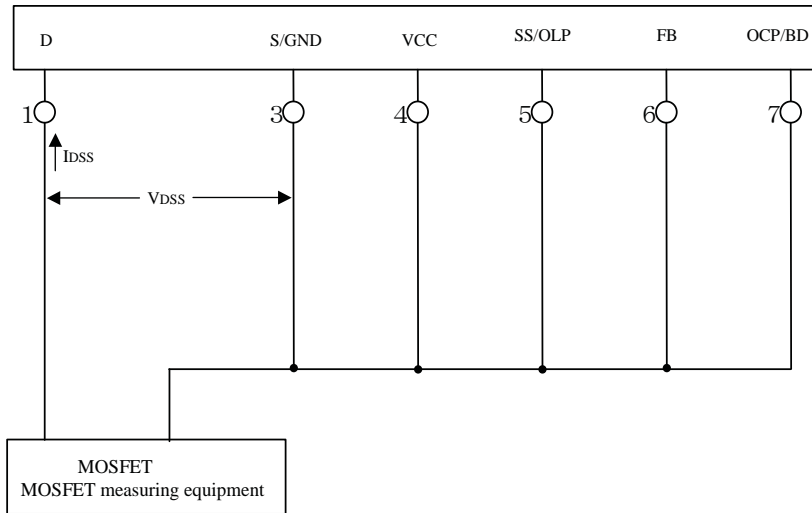 D S/GND VCC SS/OLP FB OCP/BD
1 3 4 5 6 7
IDSS
VDSS
MOSFET
MOSFET measuring equipment